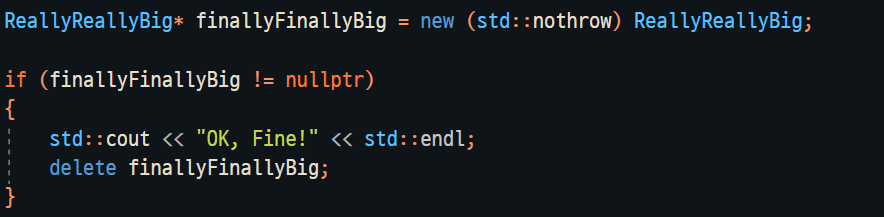 ReallyReallyBig* finallyFinallyBig = new (std::nothrow) ReallyReallyBig;
if (finallyFinallyBig != nullptr)
{
std::cout << "OK, Fine!" << std::endl;
delete finallyFinallyBig;
}